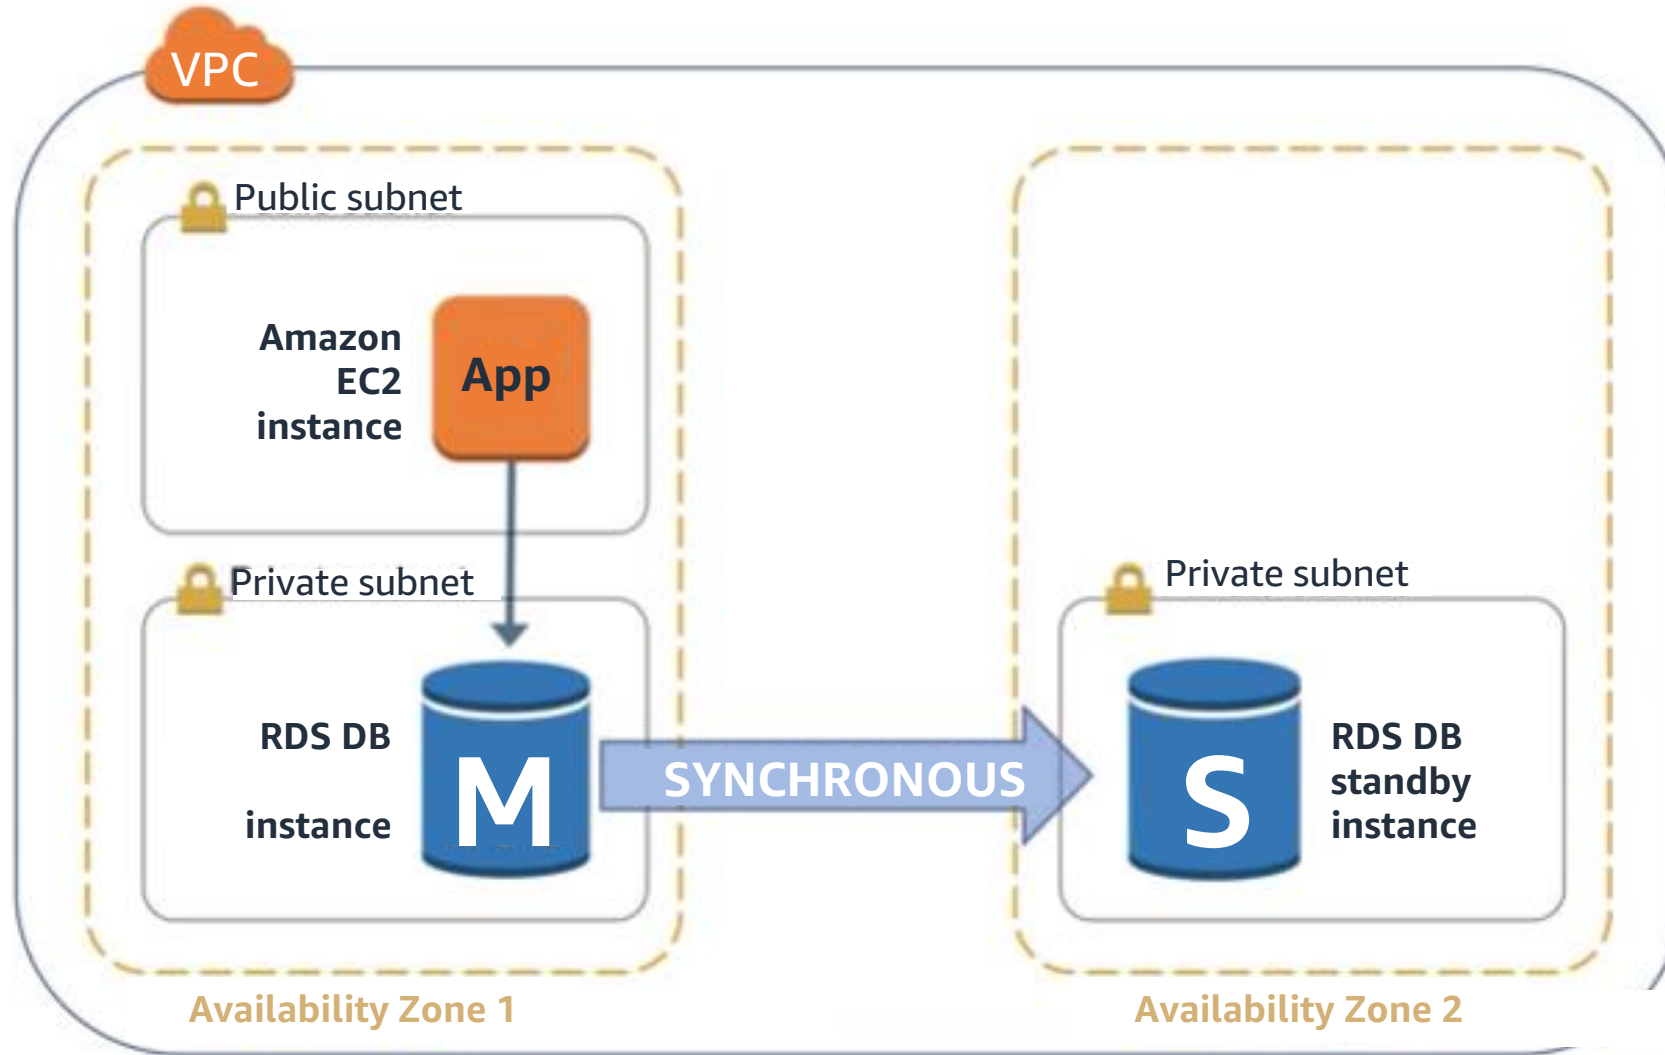 VPC
Public subnet
Amazon
EC2
instance
App
Private subnet
RDS DB
instance
M
SYNCHRONOUS
Private subnet
S
RDS DB
standby
instance
Availability Zone 1
Availability Zone 2